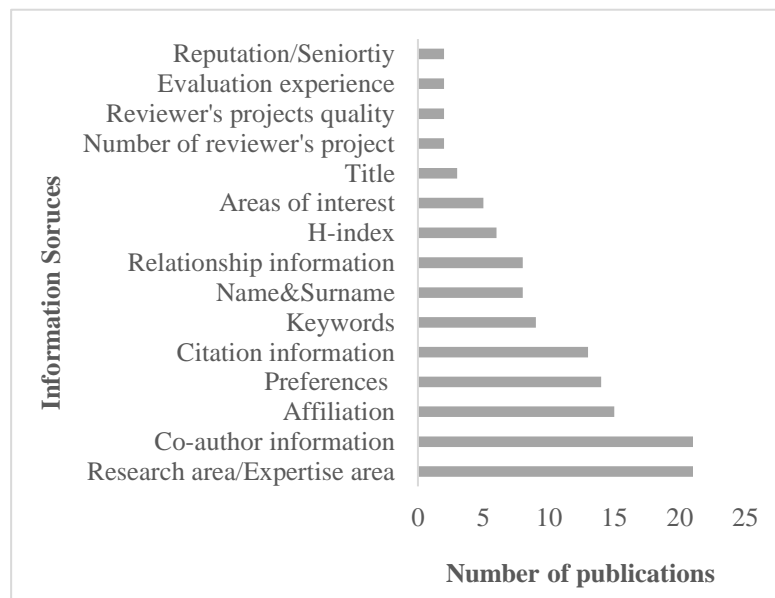 Reputation/Seniortiy
Evaluation experience
Reviewer's projects quality
Number of reviewer's project
Title
Areas of interest
H-index
Relationship information
Name&Surname
Keywords
Citation information
Preferences
Affiliation
Co-author information
Research area/Expertise area
Information Soruces
0 5 10 15 20 25
Number of publications